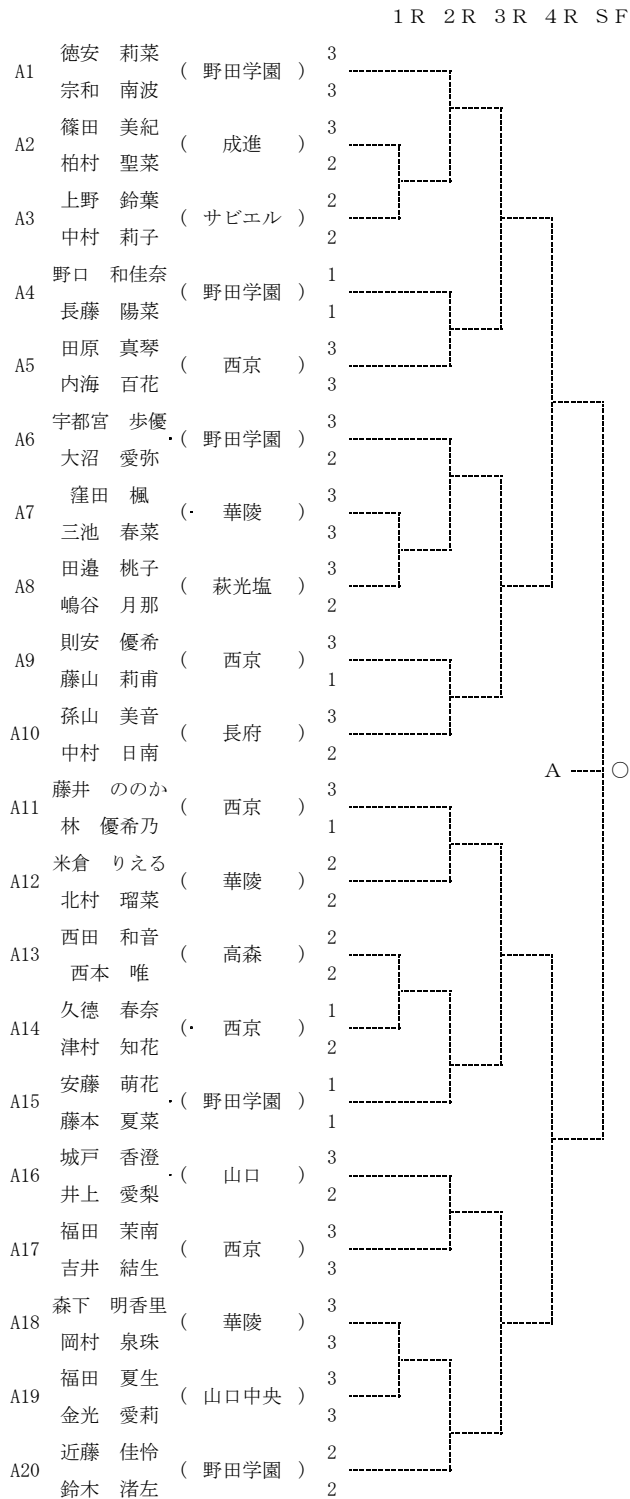 １Ｒ ２Ｒ ３Ｒ ４Ｒ ＳＦ
徳安　莉菜 3
A1 ( 野田学園 )
宗和　南波 3
篠田　美紀 3
A2 ( 成進 )
柏村　聖菜 2
上野　鈴葉 2
A3 ( サビエル )
中村　莉子 2
野口　和佳奈 1
A4 ( 野田学園 )
長藤　陽菜 1
田原　真琴 3
A5 ( 西京 )
内海　百花 3
宇都宮　歩優 3
A6 ･( 野田学園 )
大沼　愛弥 2
窪田　楓 3
A7 (･ 華陵 )
三池　春菜 3
田邉　桃子 3
A8 ( 萩光塩 )
嶋谷　月那 2
則安　優希 3
A9 ( 西京 )
藤山　莉甫 1
孫山　美音 3
A10 ( 長府 )
中村　日南 2
A ○
藤井　ののか 3
A11 ( 西京 )
林　優希乃 1
米倉　りえる 2
A12 ( 華陵 )
北村　瑠菜 2
西田　和音 2
A13 ( 高森 )
西本　唯 2
久德　春奈 1
A14 (･ 西京 )
津村　知花 2
安藤　萌花 1
A15 ･( 野田学園 )
藤本　夏菜 1
城戸　香澄 3
A16 ･( 山口 )
井上　愛梨 2
福田　茉南 3
A17 ( 西京 )
吉井　結生 3
森下　明香里 3
A18 ( 華陵 )
岡村　泉珠 3
福田　夏生 3
A19 ( 山口中央 )
金光　愛莉 3
近藤　佳怜 2
A20 ( 野田学園 )
鈴木　渚左 2